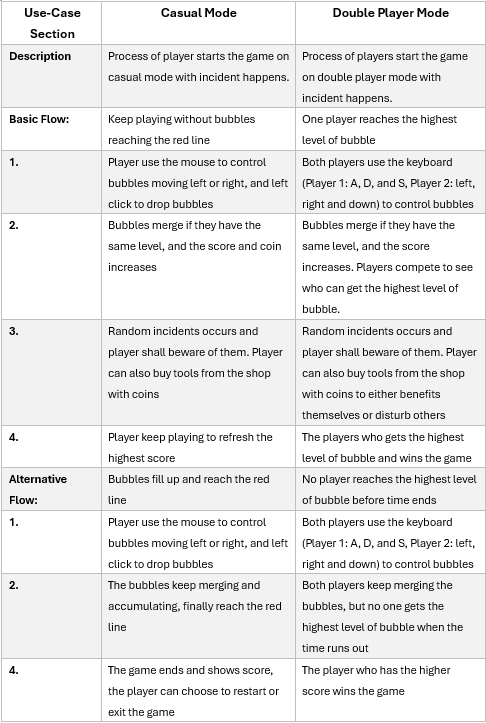 Use-Case Section
Casual Mode
Double Player Mode
Description
Process of player starts the game on
casual mode with incident happens.
Process of players start the game
on double player mode with
incident happens.
Basic Flow:
Keep playing without bubbles
reaching the red line
One player reaches the highest
level of bubble
1.
Player use the mouse to control
bubbles moving left or right, and left
click to drop bubbles
Both players use the keyboard
(Player 1: A, D, and S, Player 2: left,
right and down) to control bubbles
2.
Bubbles merge if they have the
same level, and the score and coin
increases
Bubbles merge if they have the
same level, and the score
increases. Players compete to see
who can get the highest level of
bubble.
3.
Random incidents occurs and
player shall beware of them. Player
can also buy tools from the shop
with coins
Random incidents occurs and
player shall beware of them. Player
can also buy tools from the shop
with coins to either benefits
themselves or disturb others
4.
Player keep playing to refresh the
highest score
The players who gets the highest
level of bubble and wins the game
Alternative
Flow:
Bubbles fill up and reach the red
line
No player reaches the highest level
of bubble before time ends
1.
Player use the mouse to control
bubbles moving left or right, and left
click to drop bubbles
Both players use the keyboard
(Player 1: A, D, and S, Player 2: left,
right and down) to control bubbles
2.
The bubbles keep merging and
accumulating, finally reach the red
line
Both players keep merging the
bubbles, but no one gets the
highest level of bubble when the
time runs out
4.
The game ends and shows score,
the player can choose to restart or
exit the game
The player who has the higher
score wins the game